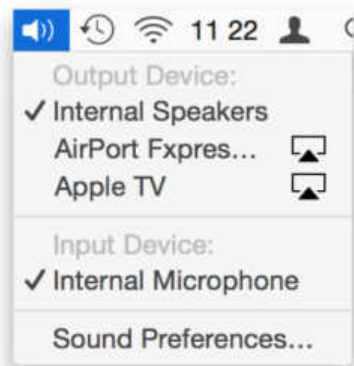 11 22
Output Device:
✓ Internal Speakers
AirPort Fxpres...
Apple TV
Input Device:
✓ Internal Microphone
Sound Preferences...